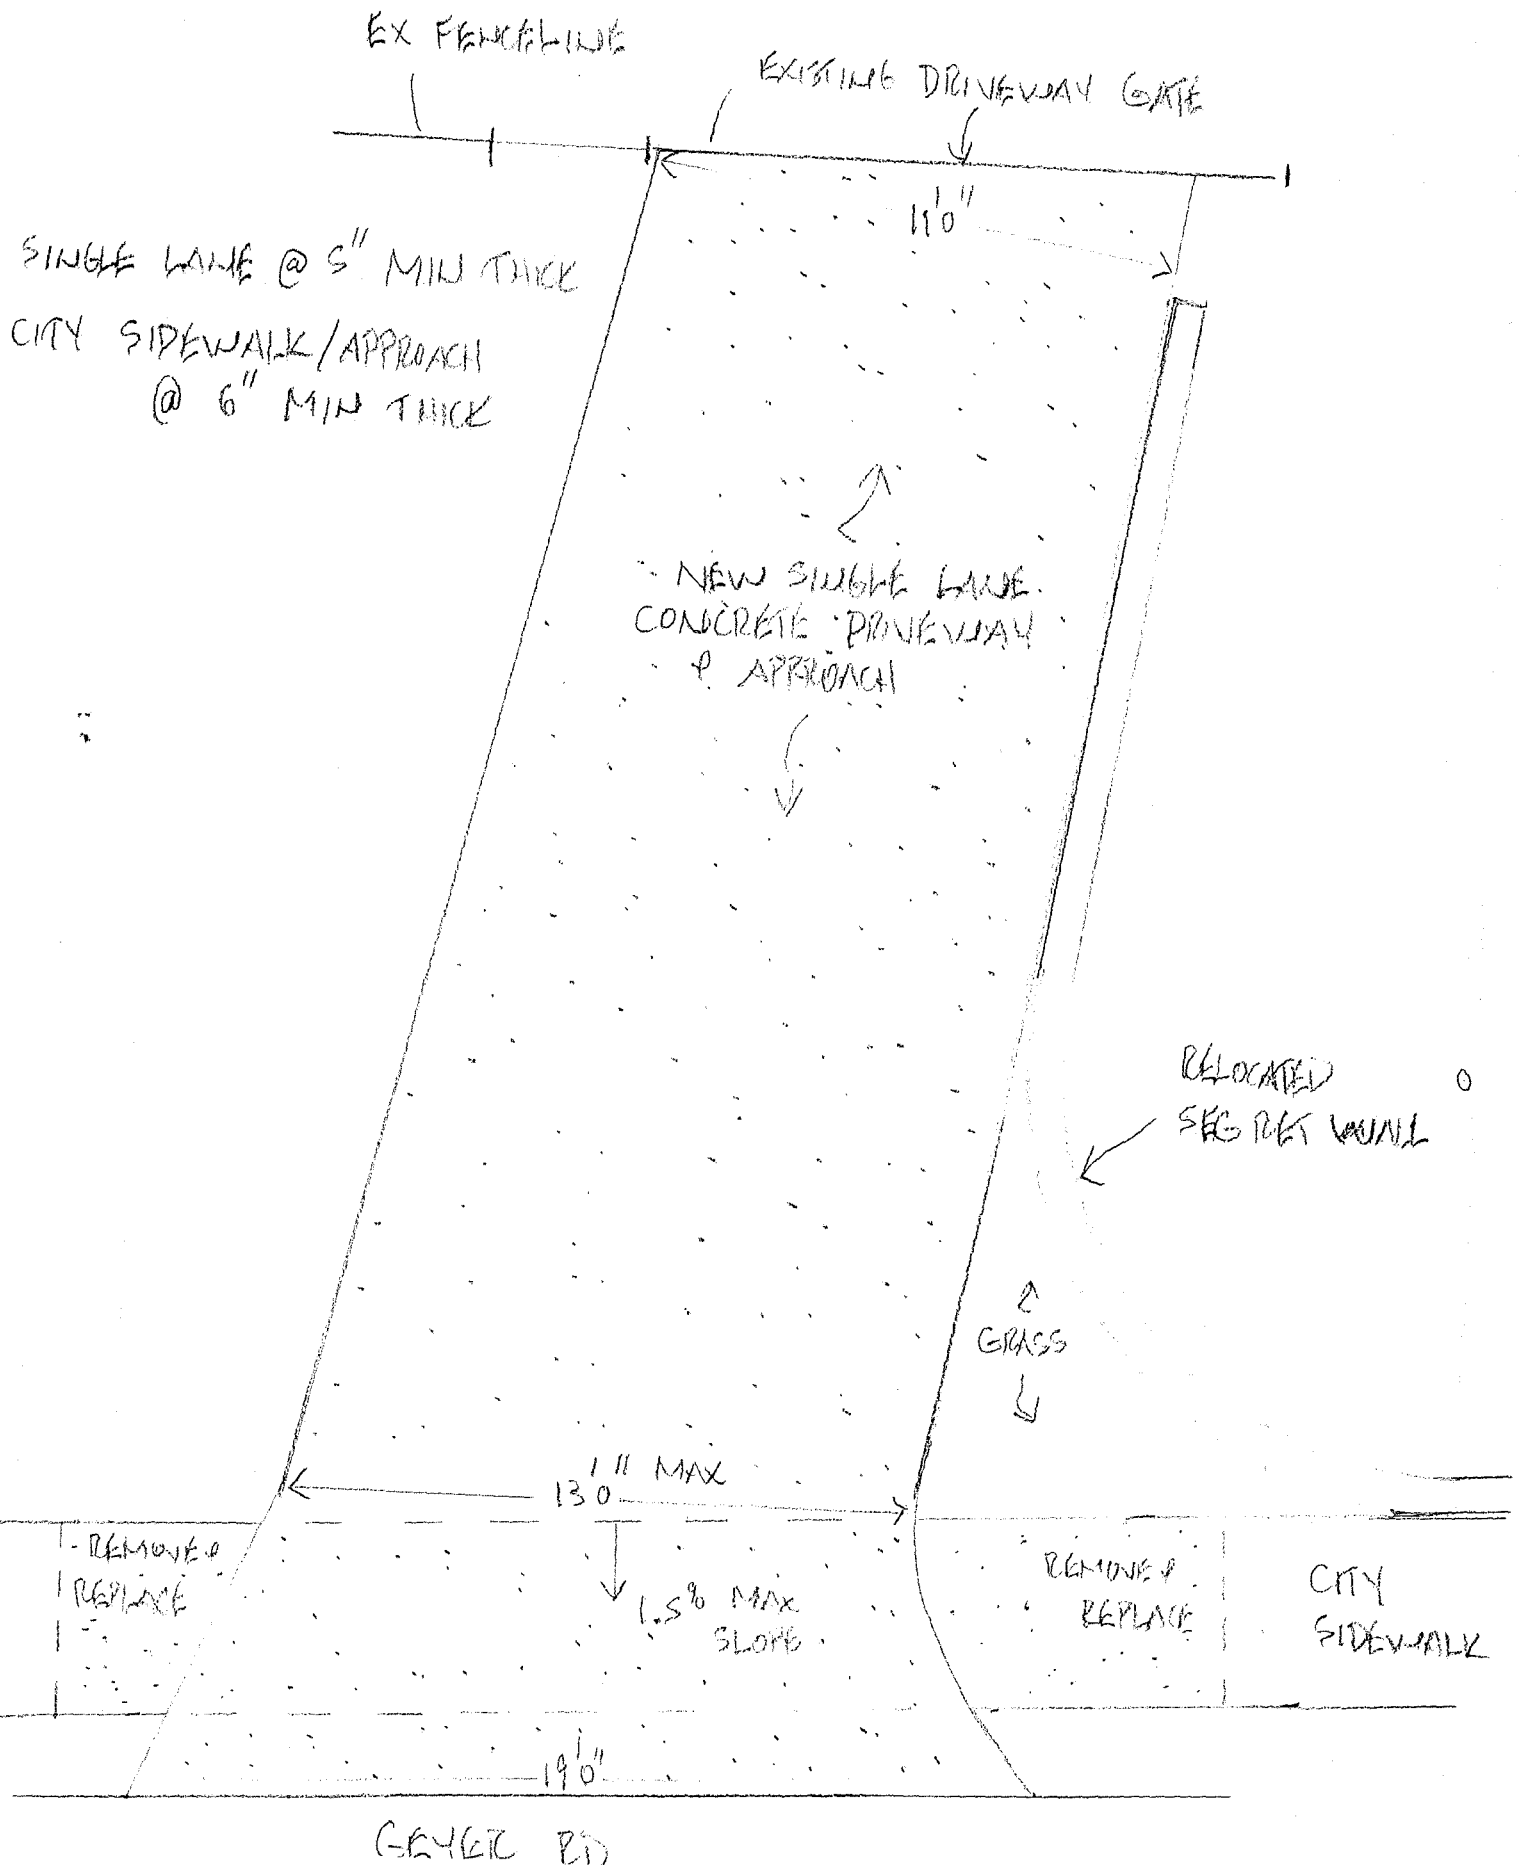 EX FENCELINE
EXISTING DRIVEWAY GATE
11'0"
SINGLE LANE @ 5" MIN THICK
CITY SIDEWALK/APPROACH
@ 6" MIN THICK
NEW SINGLE LANE
CONCRETE DRIVEWAY
& APPROACH
RELOCATED
SEG RET WALL
GRASS
13'0" MAX
REMOVE &
REPLACE
1.5% MAX
SLOPE
REMOVE &
REPLACE
CITY
SIDEWALK
19'0"
GEYER RD